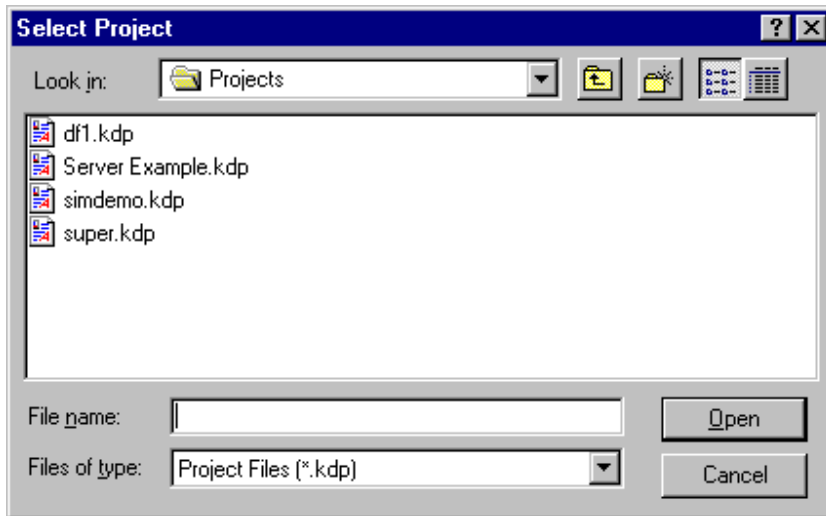 Select Project
Look in: Projects
df1.kdp
Server Example.kdp
simdemo.kdp
super.kdp
File name: Open
Files of type: Project Files (*.kdp) Cancel